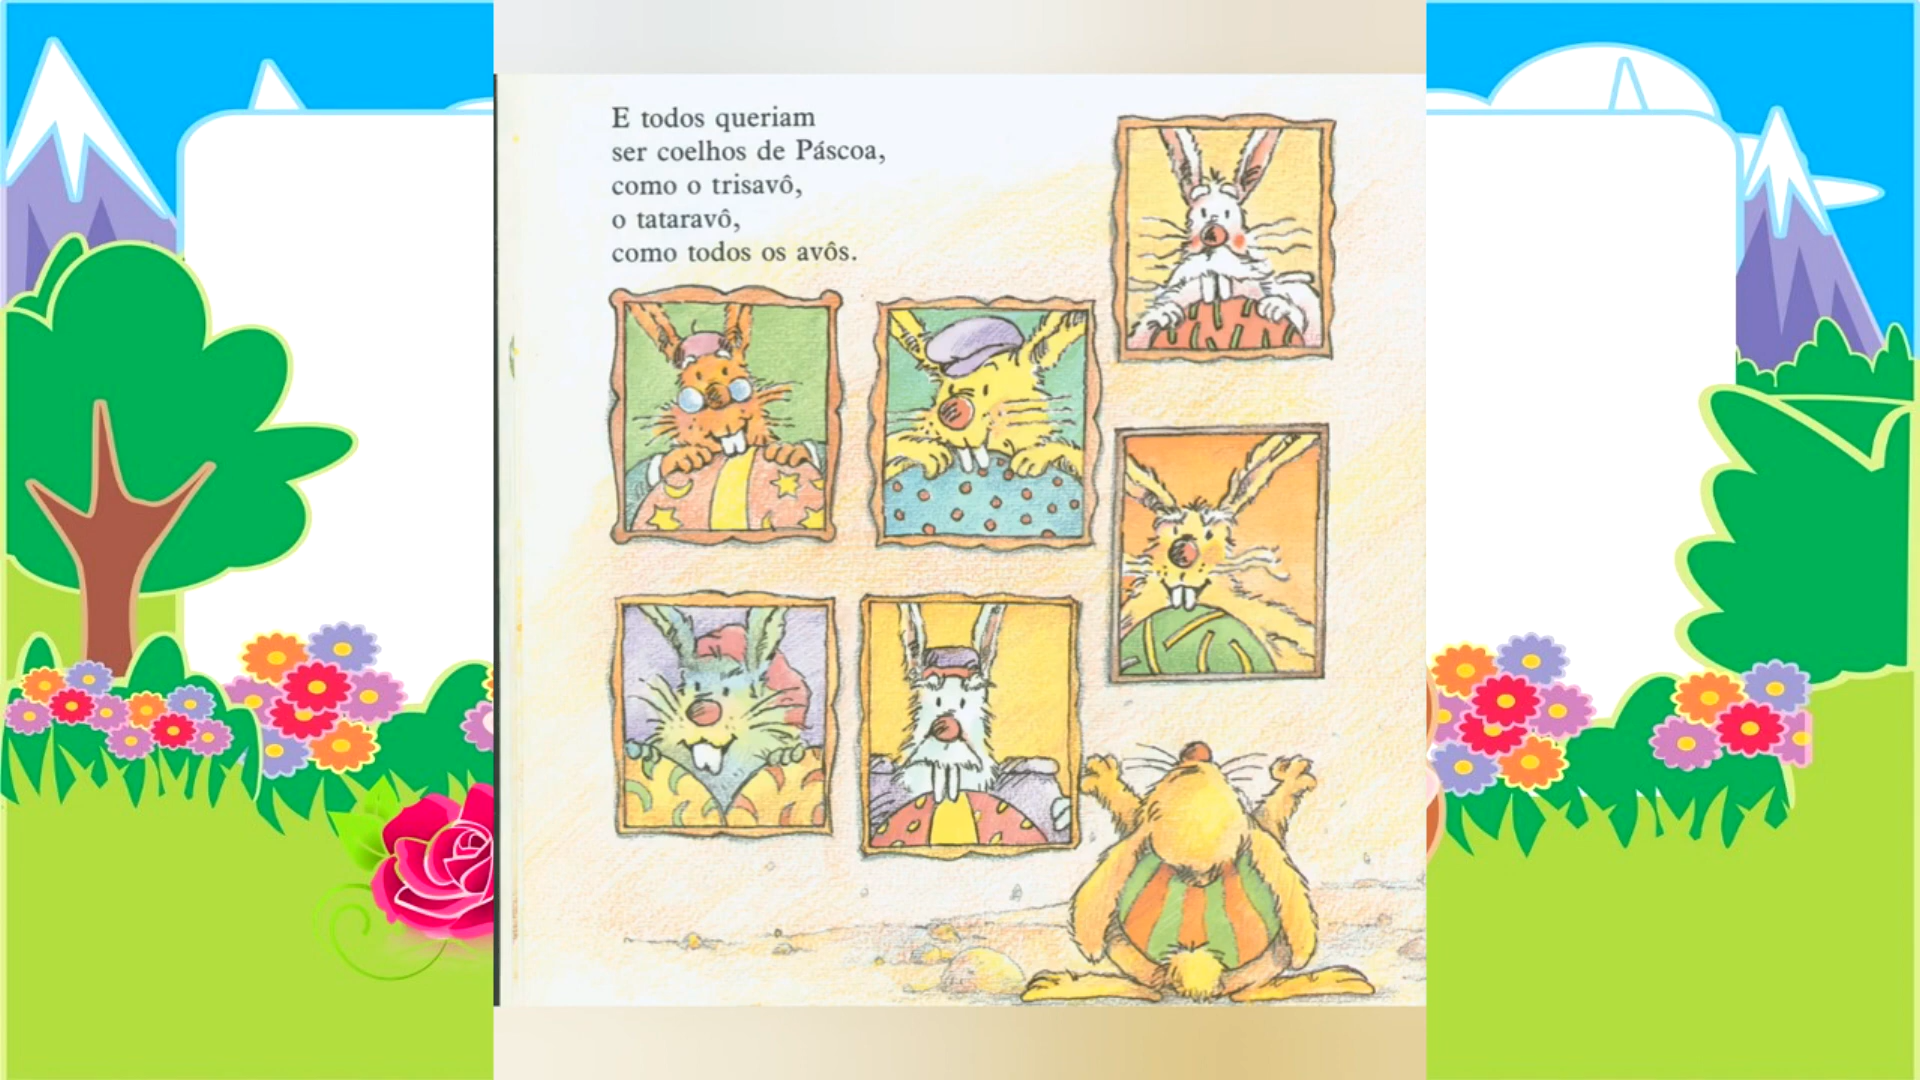 E todos queriam
ser coelhos de Páscoa,
como o trisavô,
o tataravô,
como todos os avôs.